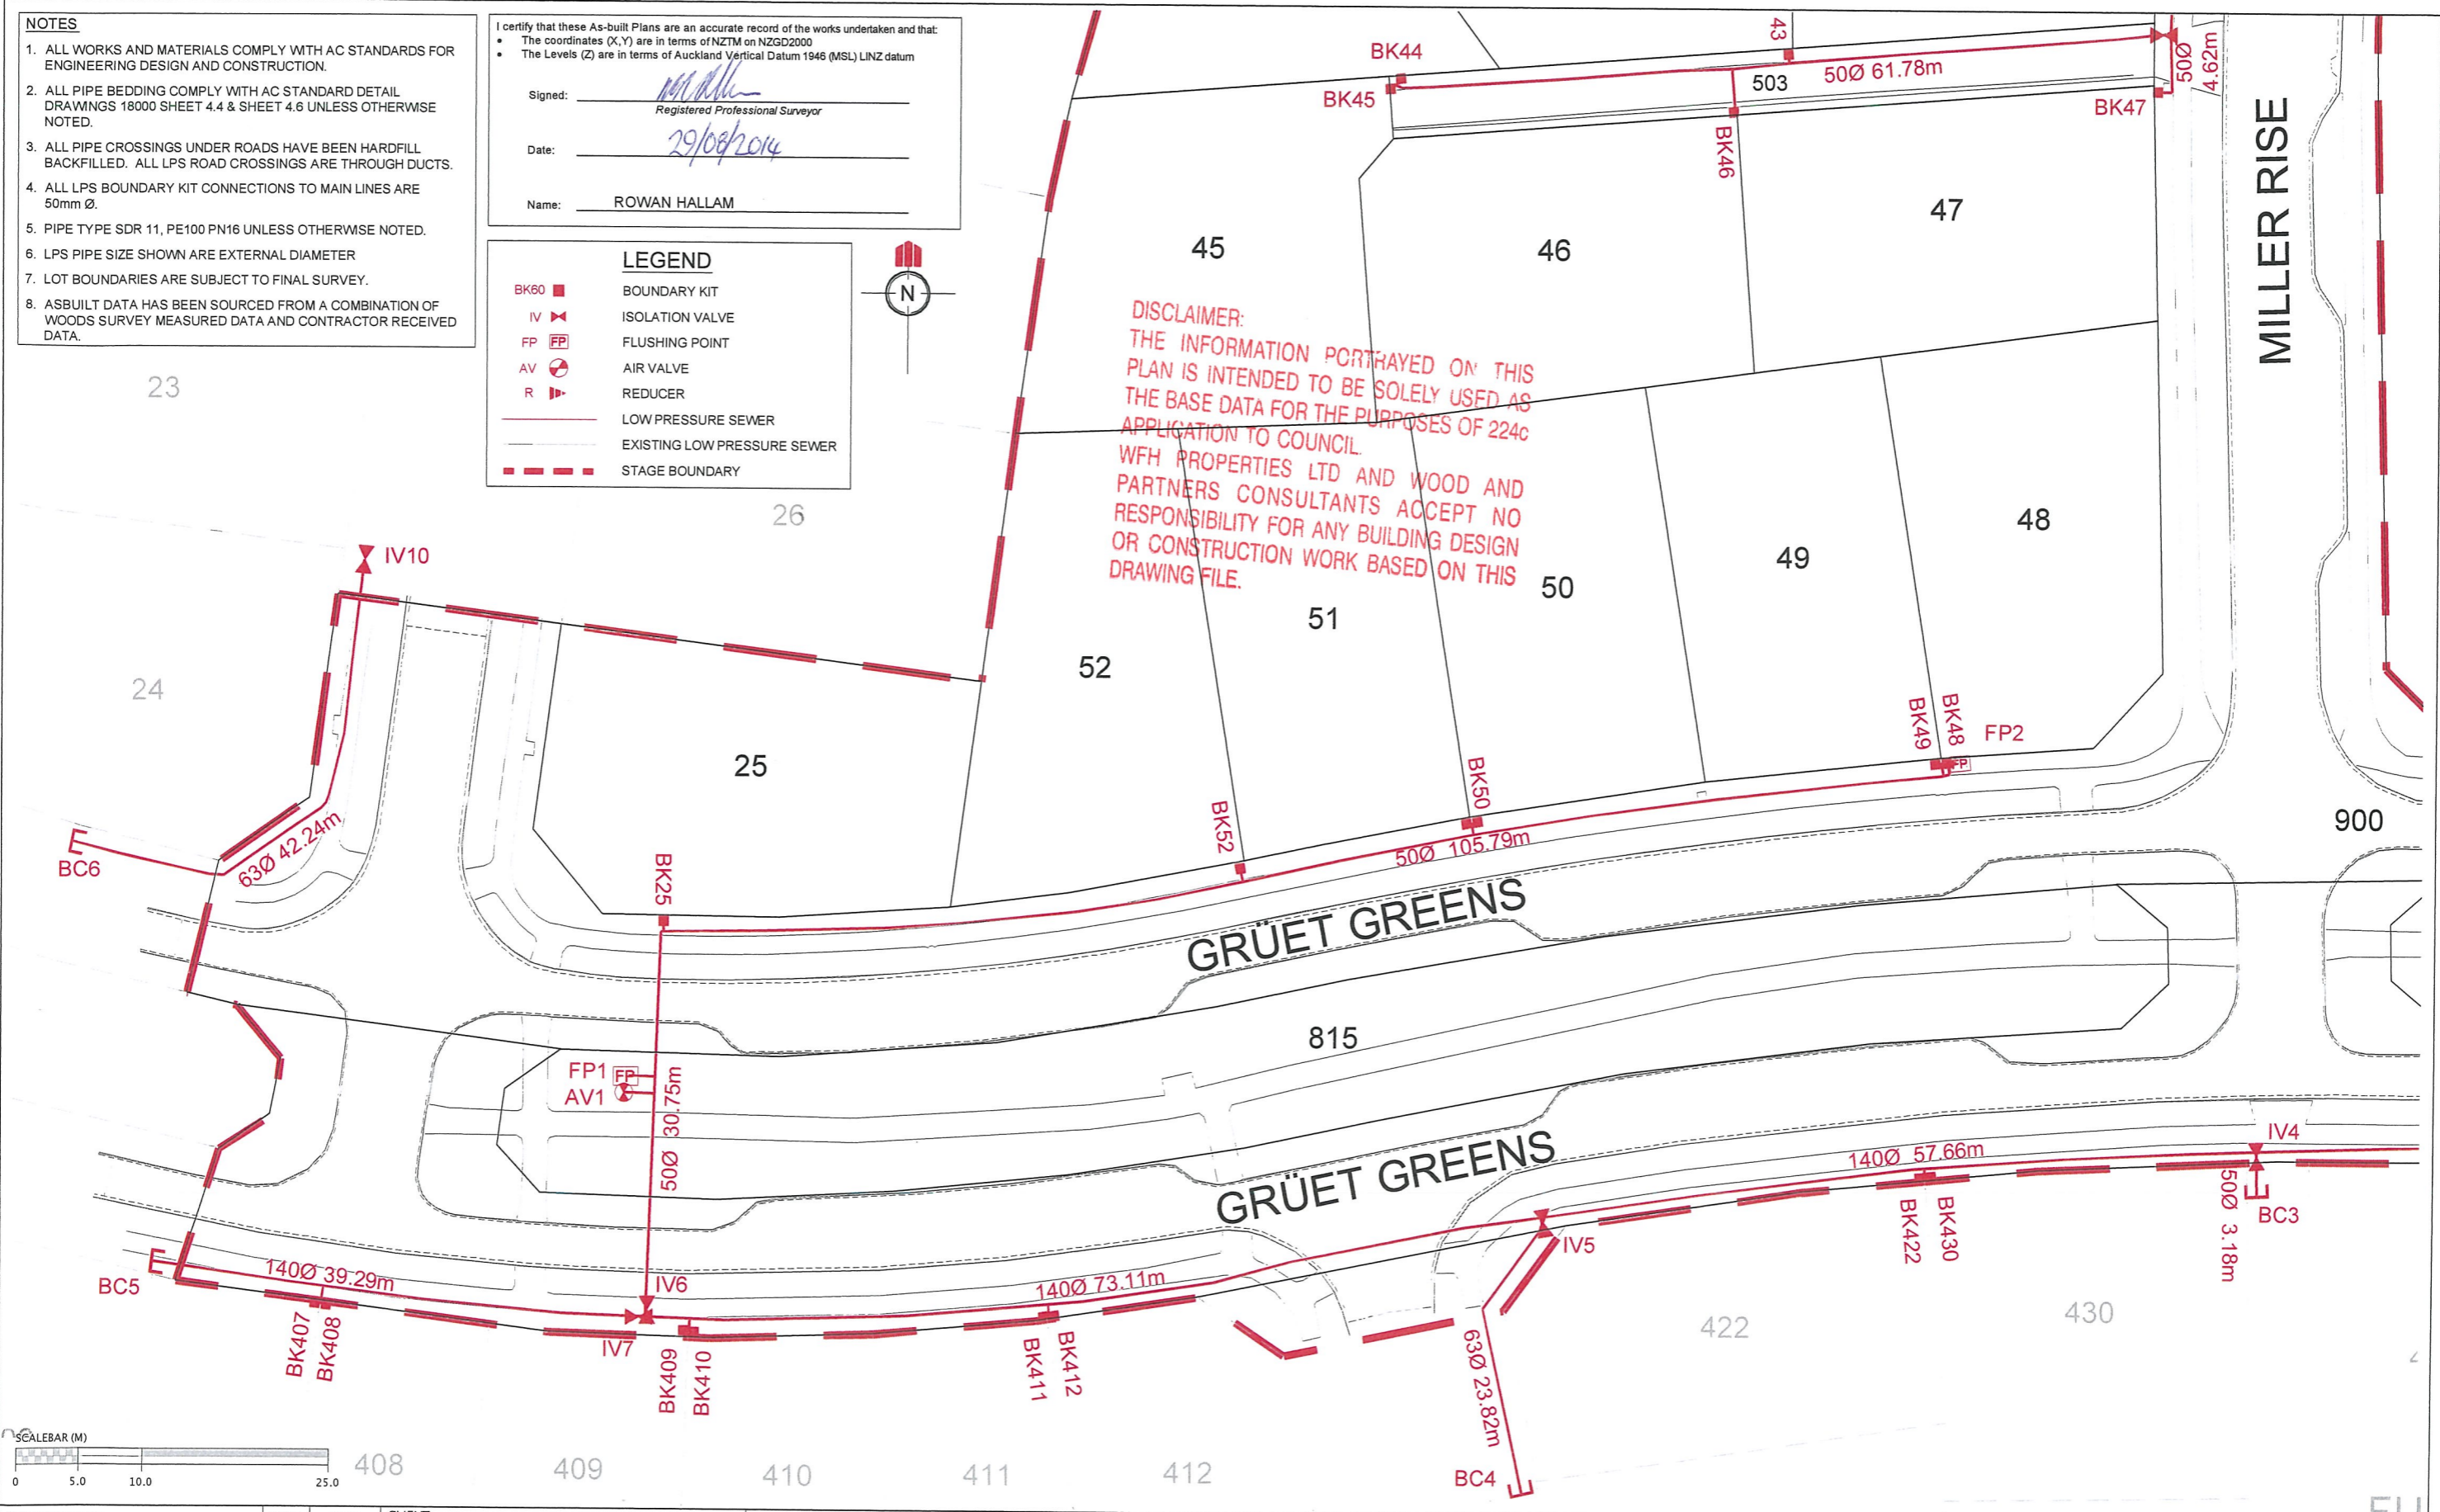 NOTES
1. ALL WORKS AND MATERIALS COMPLY WITH AC STANDARDS FOR
ENGINEERING DESIGN AND CONSTRUCTION.
2. ALL PIPE BEDDING COMPLY WITH AC STANDARD DETAIL
DRAWINGS 18000 SHEET 4.4 & SHEET 4.6 UNLESS OTHERWISE
NOTED.
3. ALL PIPE CROSSINGS UNDER ROADS HAVE BEEN HARDFILL
BACKFILLED. ALL LPS ROAD CROSSINGS ARE THROUGH DUCTS.
4. ALL LPS BOUNDARY KIT CONNECTIONS TO MAIN LINES ARE
50mm Ø.
5. PIPE TYPE SDR 11, PE100 PN16 UNLESS OTHERWISE NOTED.
6. LPS PIPE SIZE SHOWN ARE EXTERNAL DIAMETER
7. LOT BOUNDARIES ARE SUBJECT TO FINAL SURVEY.
8. ASBUILT DATA HAS BEEN SOURCED FROM A COMBINATION OF
WOODS SURVEY MEASURED DATA AND CONTRACTOR RECEIVED
DATA.
I certify that these As-built Plans are an accurate record of the works undertaken and that:
• The coordinates (X,Y) are in terms of NZTM on NZGD2000
• The Levels (Z) are in terms of Auckland Vertical Datum 1946 (MSL) LINZ datum
Signed:
Registered Professional Surveyor
Date: 29/08/2014
Name: ROWAN HALLAM
LEGEND
BK60 BOUNDARY KIT
IV ISOLATION VALVE
FP FP FLUSHING POINT
AV AIR VALVE
R REDUCER
LOW PRESSURE SEWER
EXISTING LOW PRESSURE SEWER
STAGE BOUNDARY
N
BK44
BK45
43
503
50Ø 61.78m
BK46
BK47
50Ø
4.62m
MILLER RISE
45
46
47
DISCLAIMER:
THE INFORMATION PORTRAYED ON THIS
PLAN IS INTENDED TO BE SOLELY USED AS
THE BASE DATA FOR THE PURPOSES OF 224c
APPLICATION TO COUNCIL.
WFH PROPERTIES LTD AND WOOD AND
PARTNERS CONSULTANTS ACCEPT NO
RESPONSIBILITY FOR ANY BUILDING DESIGN
OR CONSTRUCTION WORK BASED ON THIS
DRAWING FILE.
23
26
IV10
24
25
52
51
50
49
48
BK49
BK48
FP2
FP
900
BK50
BK52
50Ø 105.79m
BK25
63Ø 42.24m
BC6
GRÜET GREENS
815
FP1 FP
AV1
50Ø 30.75m
GRÜET GREENS
140Ø 57.66m
IV4
50Ø 3.18m
BC3
BK422
BK430
IV5
BC5
140Ø 39.29m
IV6
140Ø 73.11m
IV7
BK407
BK408
BK409
BK410
BK411
BK412
63Ø 23.82m
BC4
422
430
408
409
410
411
412
SCALEBAR (M)
0 5.0 10.0 25.0